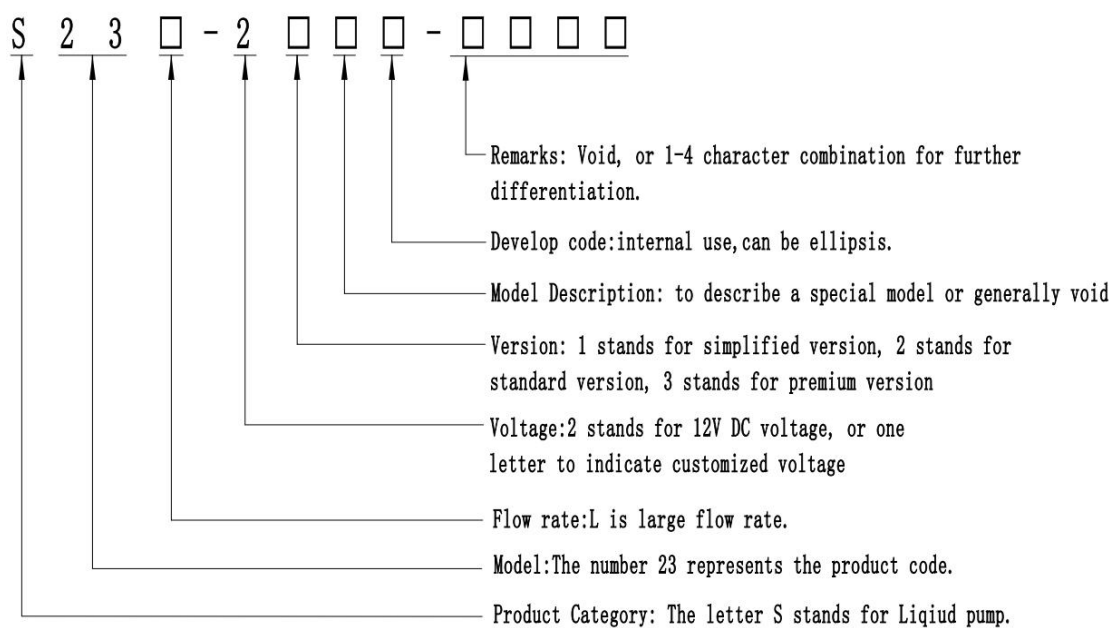 S 2 3 □ - 2 □ □ □ - □ □ □ □
Remarks: Void, or 1-4 character combination for further
differentiation.
Develop code:internal use,can be ellipsis.
Model Description: to describe a special model or generally void
Version: 1 stands for simplified version, 2 stands for
standard version, 3 stands for premium version
Voltage:2 stands for 12V DC voltage, or one
letter to indicate customized voltage
Flow rate:L is large flow rate.
Model:The number 23 represents the product code.
Product Category: The letter S stands for Liqiud pump.